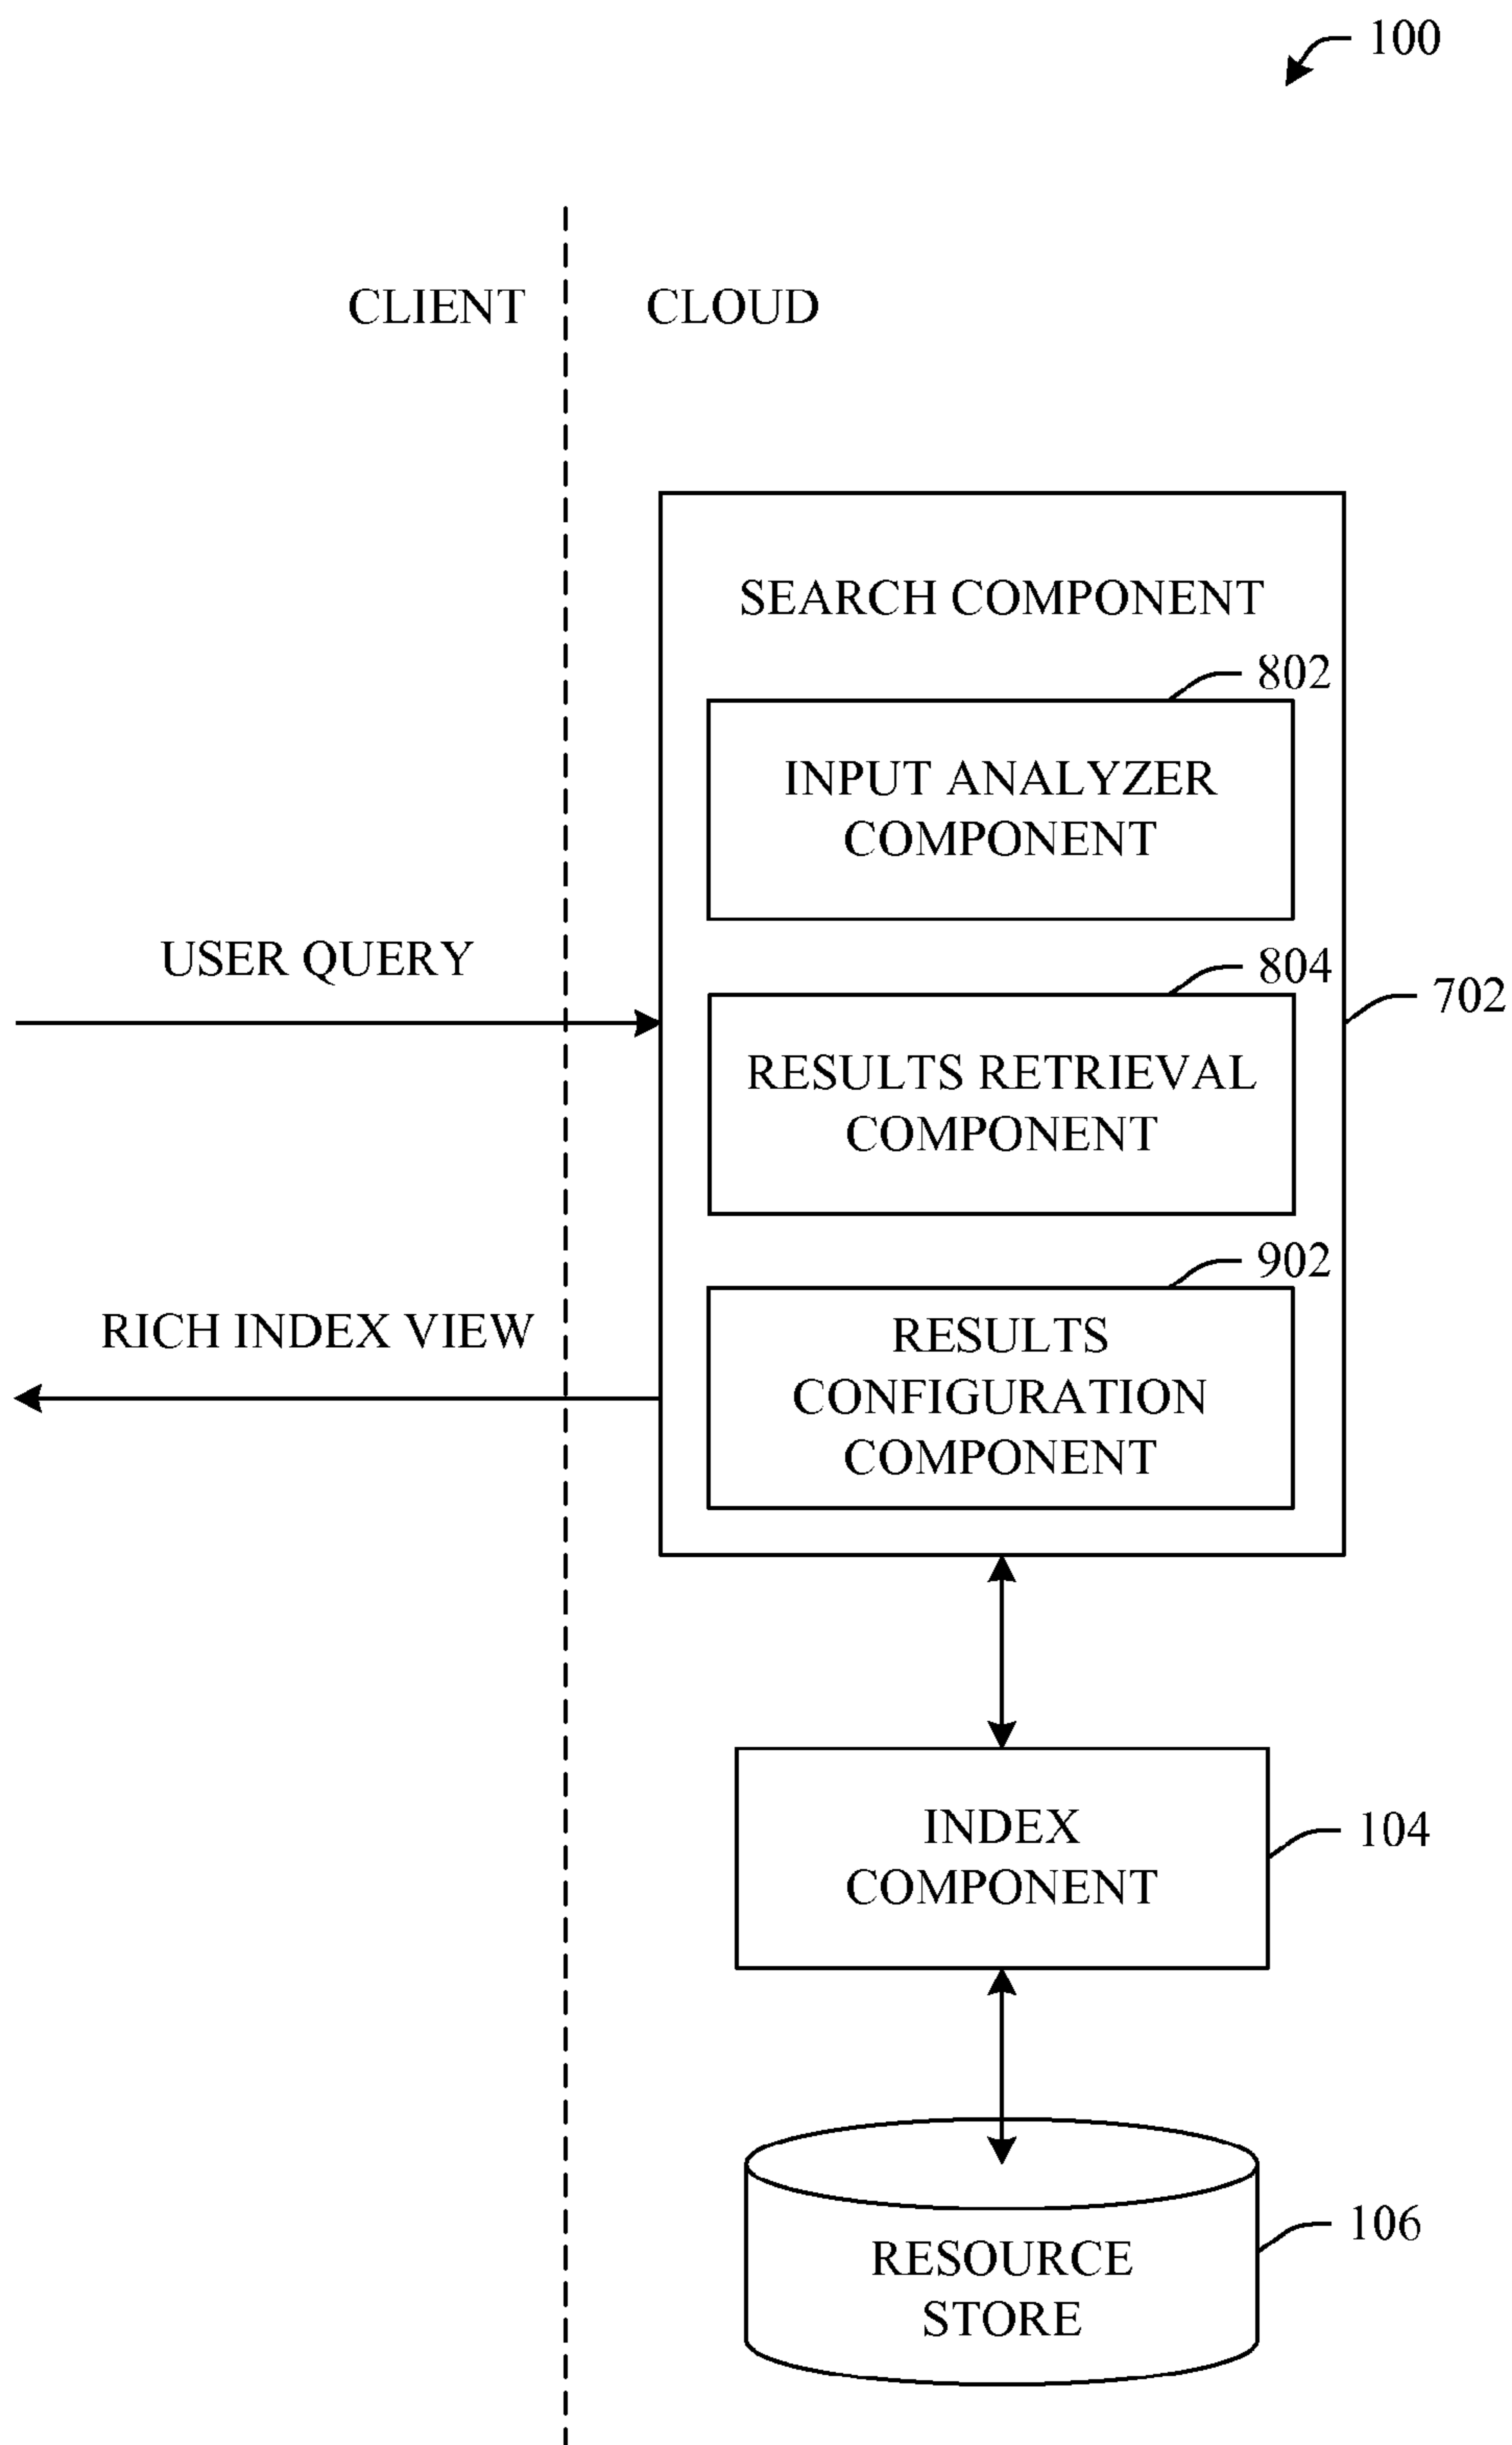 100
CLIENT
CLOUD
SEARCH COMPONENT
802
INPUT ANALYZER
COMPONENT
USER QUERY
804
702
RESULTS RETRIEVAL
COMPONENT
902
RICH INDEX VIEW
RESULTS
CONFIGURATION
COMPONENT
INDEX
COMPONENT
104
RESOURCE
STORE
106